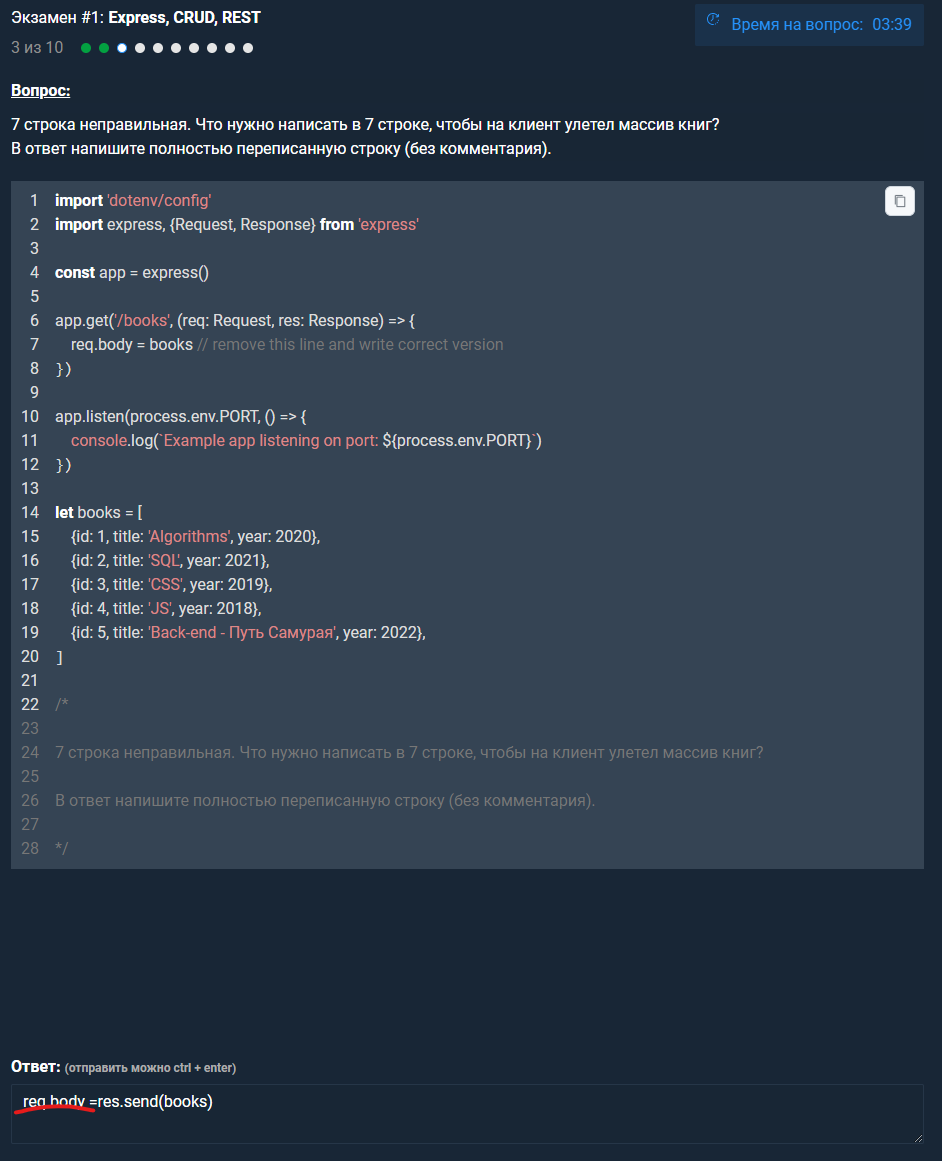 Экзамен #1: Express, CRUD, REST
Время на вопрос: 03:39
3 из 10
Вопрос:
7 строка неправильная. Что нужно написать в 7 строке, чтобы на клиент улетел массив книг?
В ответ напишите полностью переписанную строку (без комментария).
1 import 'dotenv/config'
2 import express, {Request, Response} from 'express'
3
4 const app = express()
5
6 app.get('/books', (req: Request, res: Response) => {
7 req.body = books // remove this line and write correct version
8 })
9
10 app.listen(process.env.PORT, () => {
11 console.log(`Example app listening on port: ${process.env.PORT}`)
12 })
13
14 let books = [
15 {id: 1, title: 'Algorithms', year: 2020},
16 {id: 2, title: 'SQL', year: 2021},
17 {id: 3, title: 'CSS', year: 2019},
18 {id: 4, title: 'JS', year: 2018},
19 {id: 5, title: 'Back-end - Путь Самурая', year: 2022},
20 ]
21
22 /*
23
24 7 строка неправильная. Что нужно написать в 7 строке, чтобы на клиент улетел массив книг?
25
26 В ответ напишите полностью переписанную строку (без комментария).
27
28 */
Ответ: (отправить можно ctrl + enter)
req.body =res.send(books)